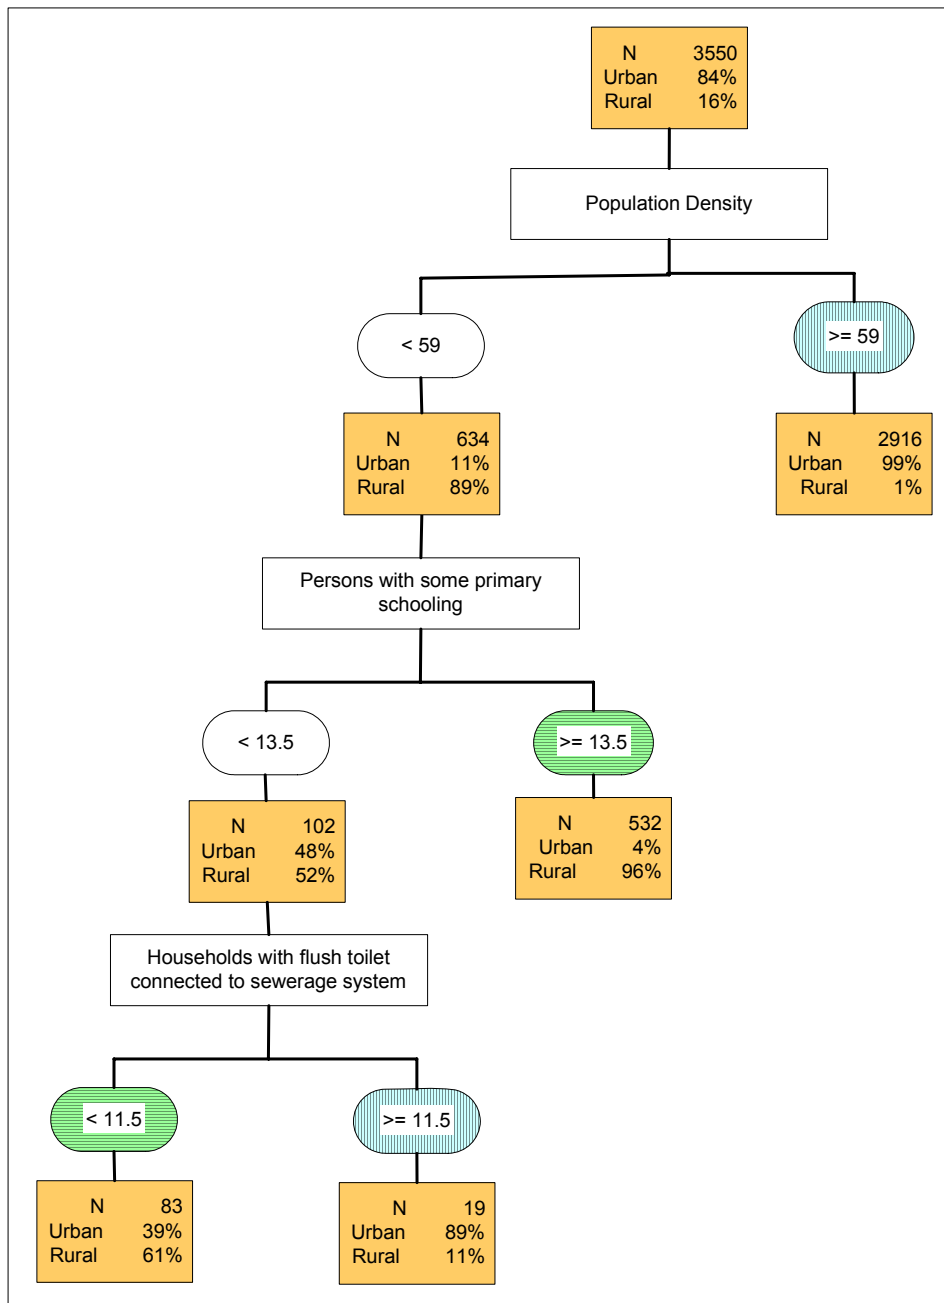 N 3550
Urban 84%
Rural 16%
Population Density
< 59
>= 59
N 634
Urban 11%
Rural 89%
N 2916
Urban 99%
Rural 1%
Persons with some primary
schooling
< 13.5
>= 13.5
N 102
Urban 48%
Rural 52%
N 532
Urban 4%
Rural 96%
Households with flush toilet
connected to sewerage system
< 11.5
>= 11.5
N 83
Urban 39%
Rural 61%
N 19
Urban 89%
Rural 11%